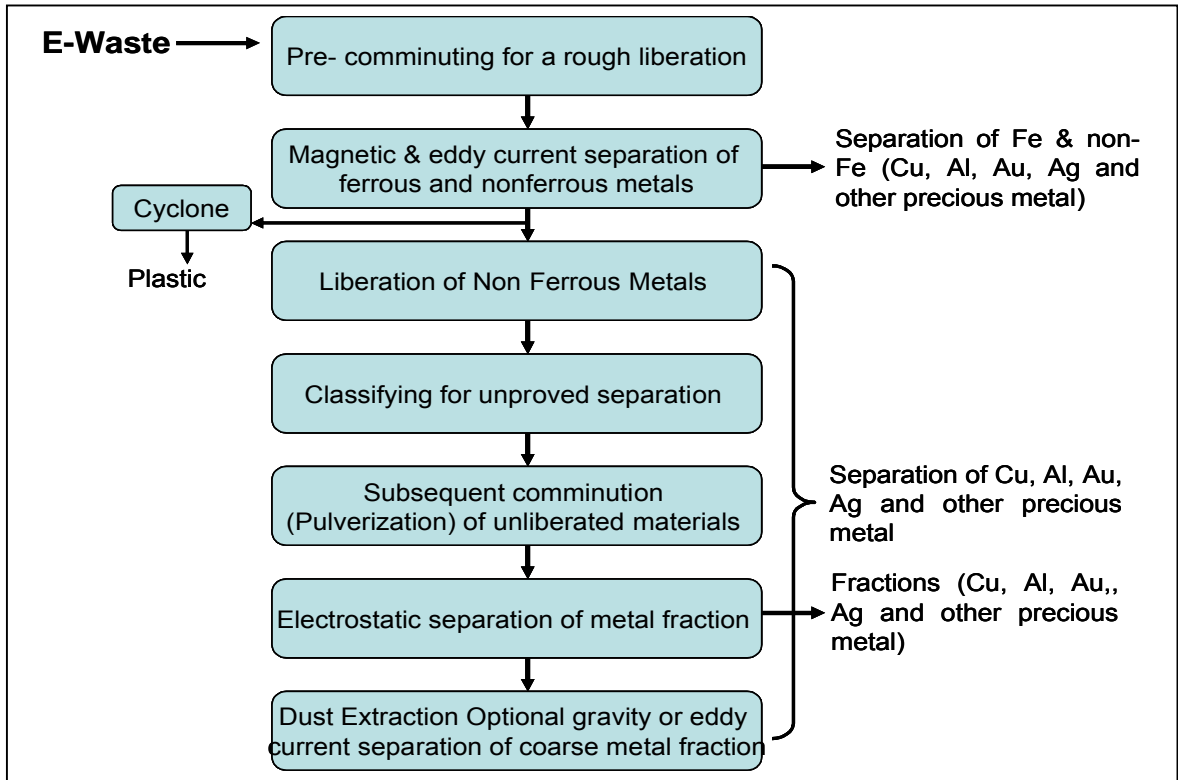 E-Waste
Pre- comminuting for a rough liberation
Magnetic & eddy current separation of
ferrous and nonferrous metals
Separation of Fe & non-
Fe (Cu, Al, Au, Ag and
other precious metal)
Cyclone
Plastic
Liberation of Non Ferrous Metals
Classifying for unproved separation
Subsequent comminution
(Pulverization) of unliberated materials
Separation of Cu, Al, Au,
Ag and other precious
metal
Electrostatic separation of metal fraction
Fractions (Cu, Al, Au,,
Ag and other precious
metal)
Dust Extraction Optional gravity or eddy
current separation of coarse metal fraction